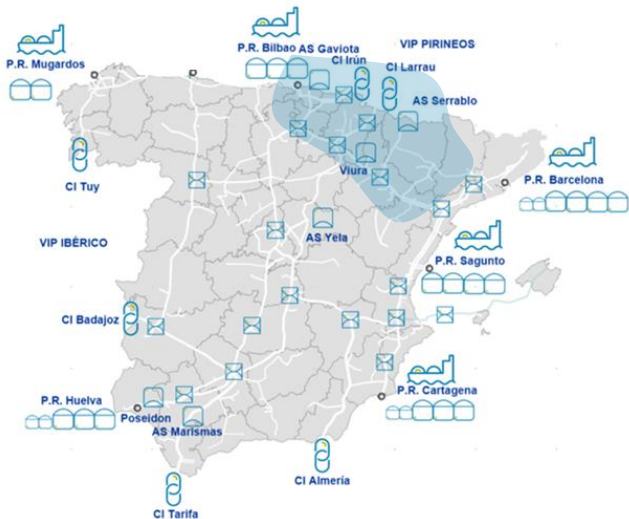 P.R. Mugardos
P.R. Bilbao
AS Gaviota
VIP PIRINEOS
CI Irún
CI Larrau
AS Serrablo
P.R. Barcelona
CI Tuy
Viura
VIP IBÉRICO
AS Yela
P.R. Sagunto
CI Badajoz
P.R. Huelva
Poseidon
AS Marismas
P.R. Cartagena
CI Almería
CI Tarifa